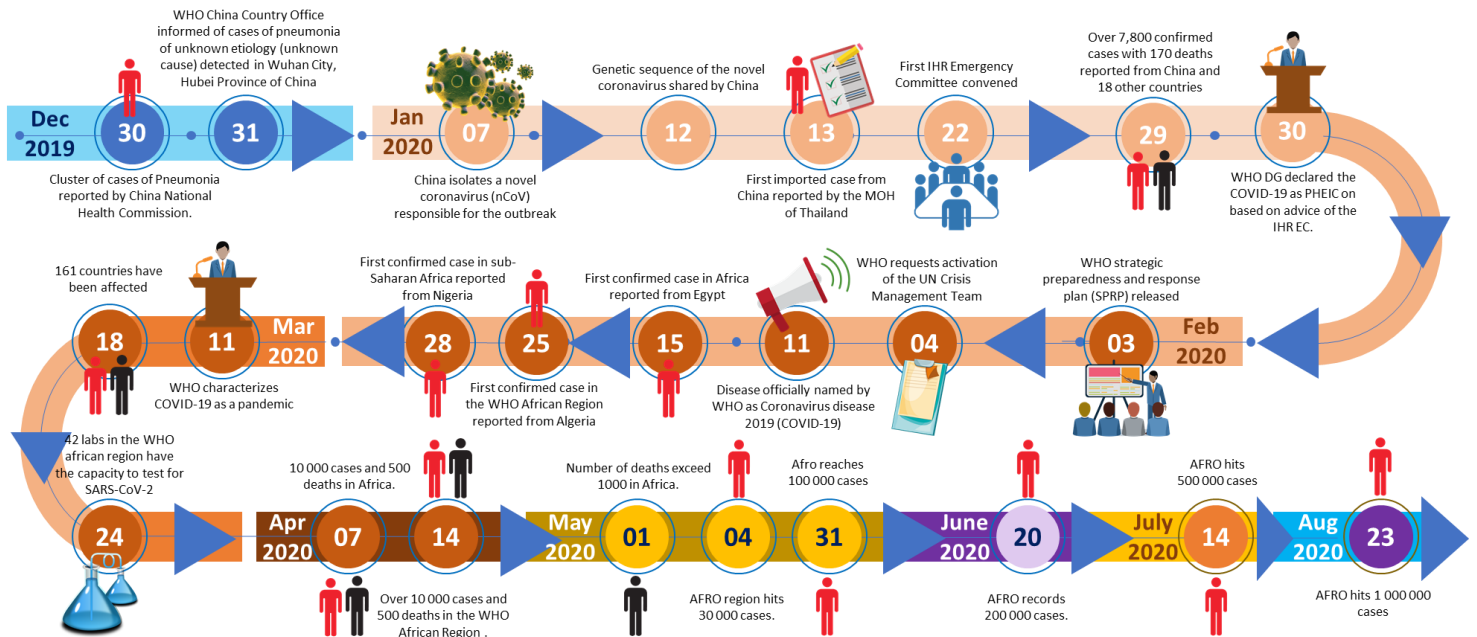 Dec
2019
30
Cluster of cases of Pneumonia
reported by China National
Health Commission.
31
WHO China Country Office
informed of cases of pneumonia
of unknown etiology (unknown
cause) detected in Wuhan City,
Hubei Province of China
Jan
2020
07
China isolates a novel
coronavirus (nCoV)
responsible for the outbreak
12
Genetic sequence of the novel
coronavirus shared by China
13
First imported case from
China reported by the MOH
of Thailand
22
First IHR Emergency
Committee convened
29
Over 7,800 confirmed
cases with 170 deaths
reported from China and
18 other countries
30
WHO DG declared the
COVID-19 as PHEIC on
based on advice of the
IHR EC.
Feb
2020
03
WHO strategic
preparedness and response
plan (SPRP) released
04
WHO requests activation
of the UN Crisis
Management Team
11
Disease officially named by
WHO as Coronavirus disease
2019 (COVID-19)
15
First confirmed case in Africa
reported from Egypt
25
First confirmed case in
the WHO African Region
reported from Algeria
28
First confirmed case in sub-
Saharan Africa reported
from Nigeria
Mar
2020
11
WHO characterizes
COVID-19 as a pandemic
18
161 countries have
been affected
24
42 labs in the WHO
african region have
the capacity to test for
SARS-CoV-2
Apr
2020
07
Over 10 000 cases and
500 deaths in the WHO
African Region .
14
10 000 cases and 500
deaths in Africa.
May
2020
01
Number of deaths exceed
1000 in Africa.
04
AFRO region hits
30 000 cases.
31
Afro reaches
100 000 cases
June
2020
20
AFRO records
200 000 cases.
July
2020
14
AFRO hits
500 000 cases
Aug
2020
23
AFRO hits 1 000 000
cases